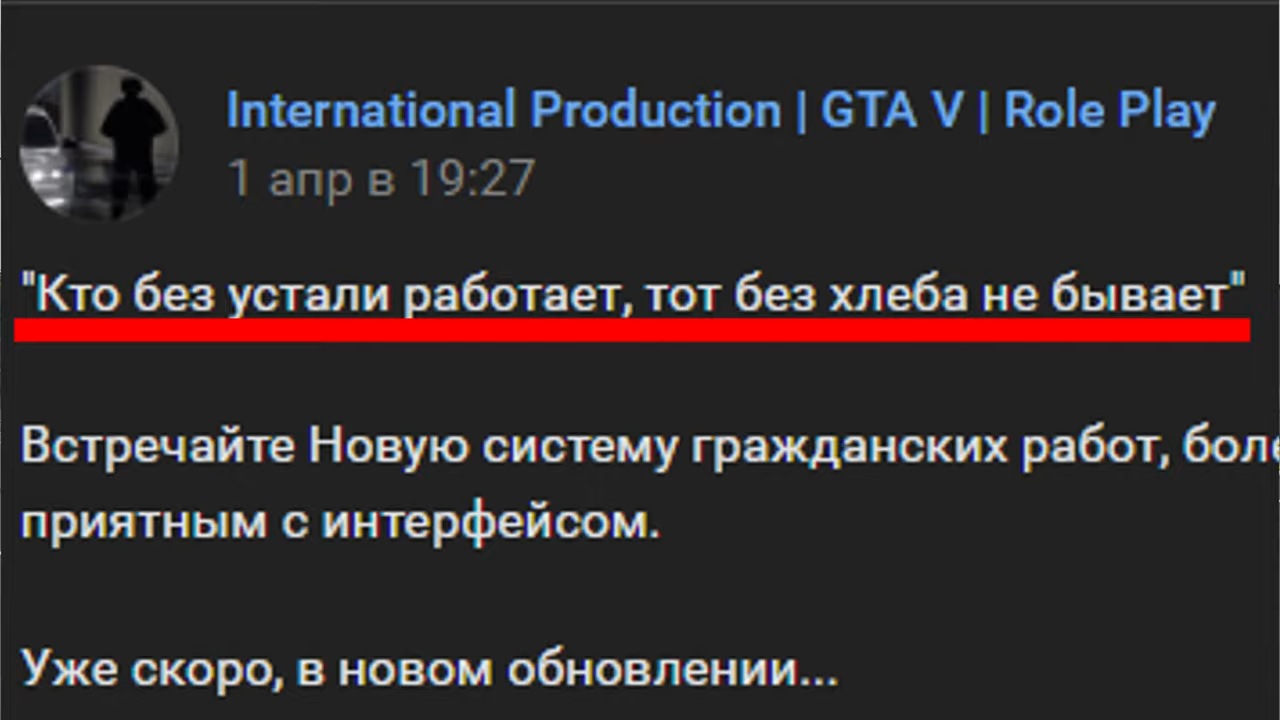 International Production | GTA V | Role Play
1 апр в 19:27
"Кто без устали работает, тот без хлеба не бывает"
Встречайте Новую систему гражданских работ,
приятным с интерфейсом.
Уже скоро, в новом обновлении...